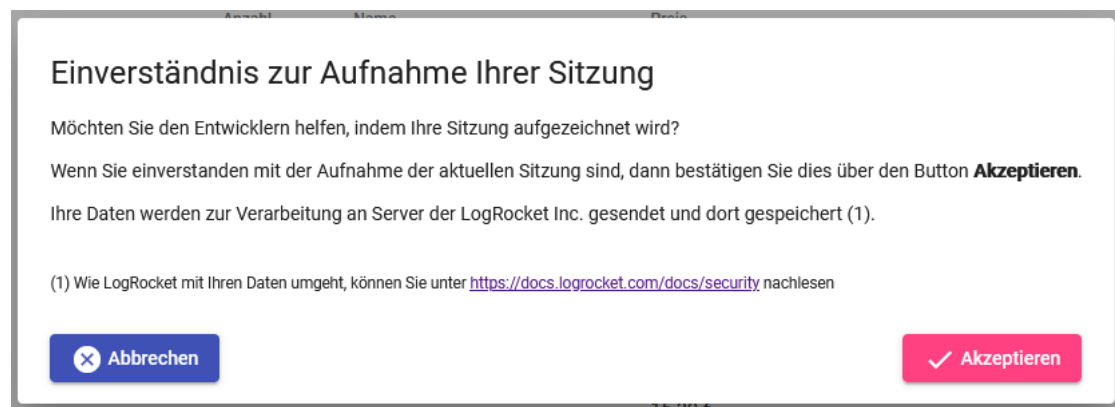 Anzahl Name Preis
Einverständnis zur Aufnahme Ihrer Sitzung
Möchten Sie den Entwicklern helfen, indem Ihre Sitzung aufgezeichnet wird?
Wenn Sie einverstanden mit der Aufnahme der aktuellen Sitzung sind, dann bestätigen Sie dies über den Button Akzeptieren.
Ihre Daten werden zur Verarbeitung an Server der LogRocket Inc. gesendet und dort gespeichert (1).
(1) Wie LogRocket mit Ihren Daten umgeht, können Sie unter https://docs.logrocket.com/docs/security nachlesen
Abbrechen Akzeptieren